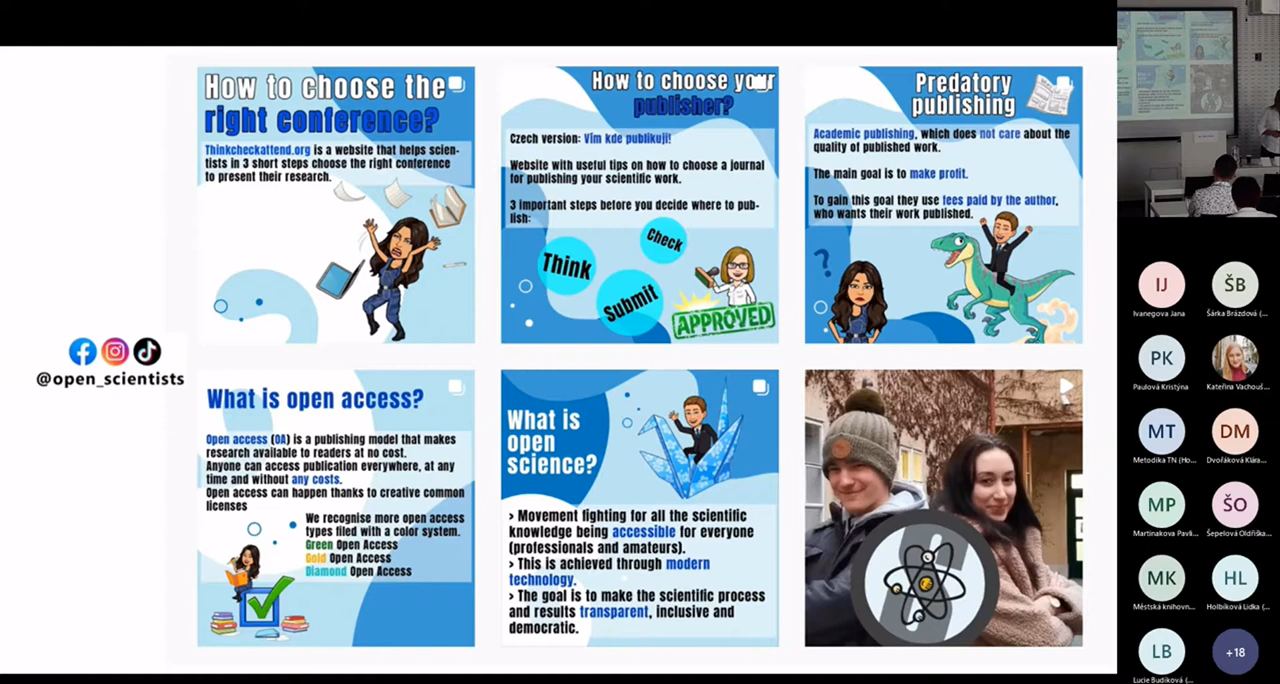 How to choose the
right conference?
Thinkcheckattend.org is a website that helps scien-
tists in 3 short steps choose the right conference
to present their research.
How to choose your
publisher?
Czech version: Vím kde publikuji!
Website with useful tips on how to choose a journal
for publishing your scientific work.
3 important steps before you decide where to pub-
lish:
Think
Check
Submit
APPROVED
Predatory
publishing
Academic publishing, which does not care about the
quality of published work.
The main goal is to make profit.
To gain this goal they use fees paid by the author,
who wants their work published.
?
@open_scientists
What is open access?
Open access (OA) is a publishing model that makes
research available to readers at no cost.
Anyone can access publication everywhere, at any
time and without any costs.
Open access can happen thanks to creative common
licenses
We recognise more open access
types filed with a color system.
Green Open Access
Gold Open Access
Diamond Open Access
What is
open
science?
› Movement fighting for all the scientific
knowledge being accessible for everyone
(professionals and amateurs).
› This is achieved through modern
technology.
› The goal is to make the scientific process
and results transparent, inclusive and
democratic.
IJ
Ivanegova Jana
ŠB
Šárka Brázdová (...
PK
Paulová Kristýna
Kateřina Vachouš...
MT
Metodika TN (Ho...
DM
Dvořáková Klára...
MP
Martinakova Pavli...
ŠO
Šepelová Oldřišk...
MK
Městská knihovn...
HL
Holbíková Lidka (...
LB
Lucie Budíková (...
+18